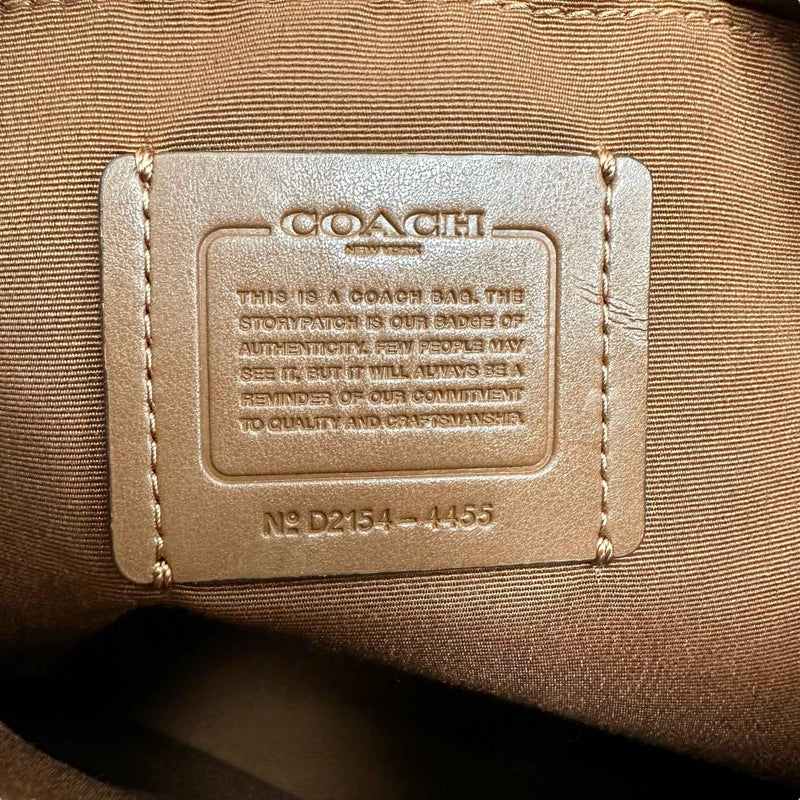 COACH
NEW YORK
THIS IS A COACH BAG. THE
STORYPATCH IS OUR BADGE OF
AUTHENTICITY. FEW PEOPLE MAY
SEE IT, BUT IT WILL ALWAYS BE A
REMINDER OF OUR COMMITMENT
TO QUALITY AND CRAFTSMANSHIP.
Nº D2154-4455